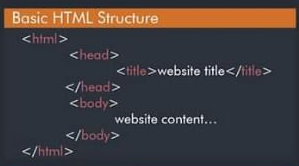 Basic HTML Structure
<html>
<head>
<title>website title</title>
</head>
<body>
website content...
</body>
</html>